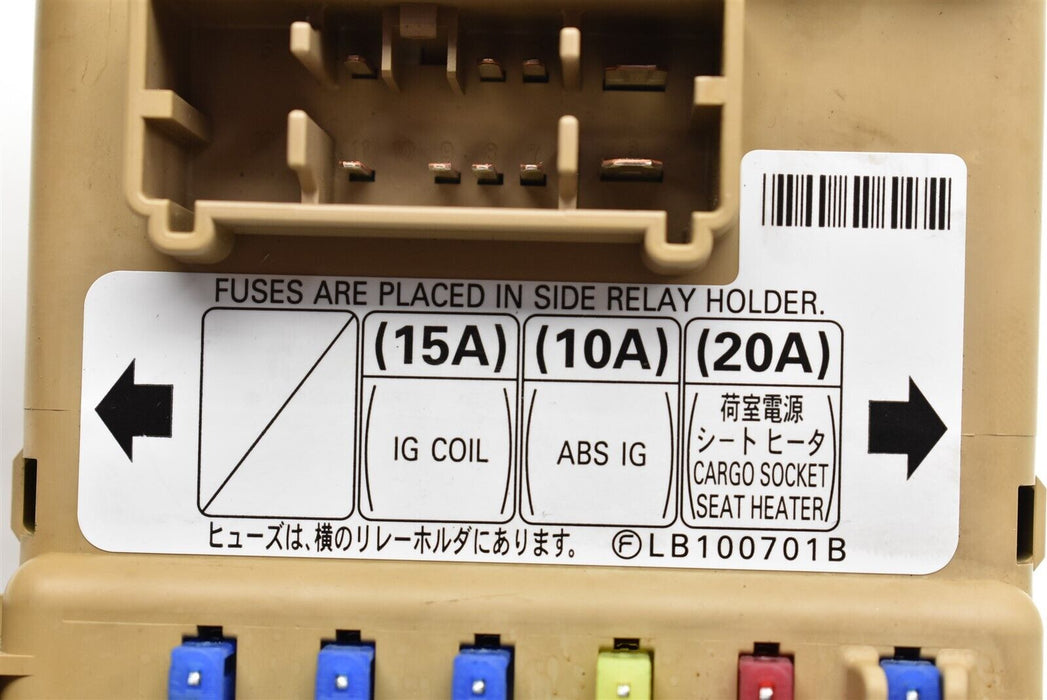 FUSES ARE PLACED IN SIDE RELAY HOLDER.
(15A) (10A) (20A)
IG COIL
ABS IG
荷室電源
シート ヒータ
CARGO SOCKET
SEAT HEATER
ヒューズは、横のリレーホルダにあります。 Ⓕ LB100701B